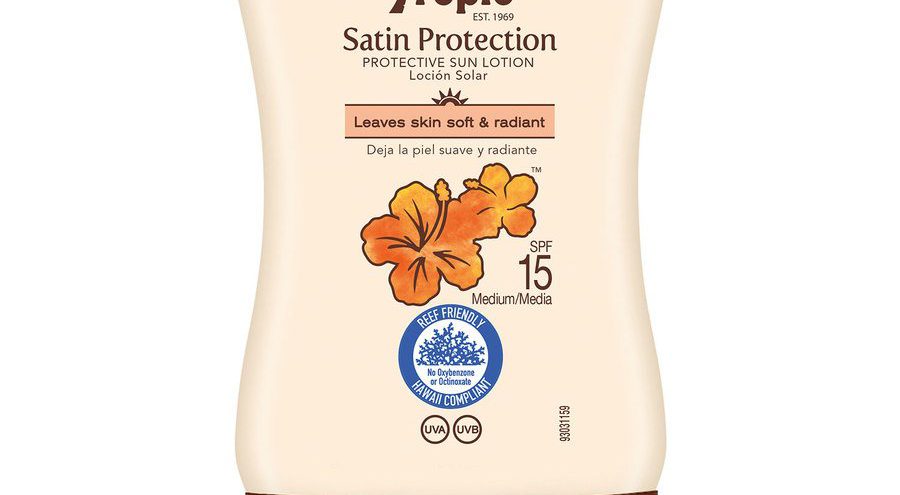 EST. 1969
Satin Protection
PROTECTIVE SUN LOTION
Loción Solar
Leaves skin soft & radiant
Deja la piel suave y radiante
TM
SPF
15
Medium/Media
REEF FRIENDLY
No Oxybenzone
or Octinoxate
HAWAII COMPLIANT
UVA UVB
93031159